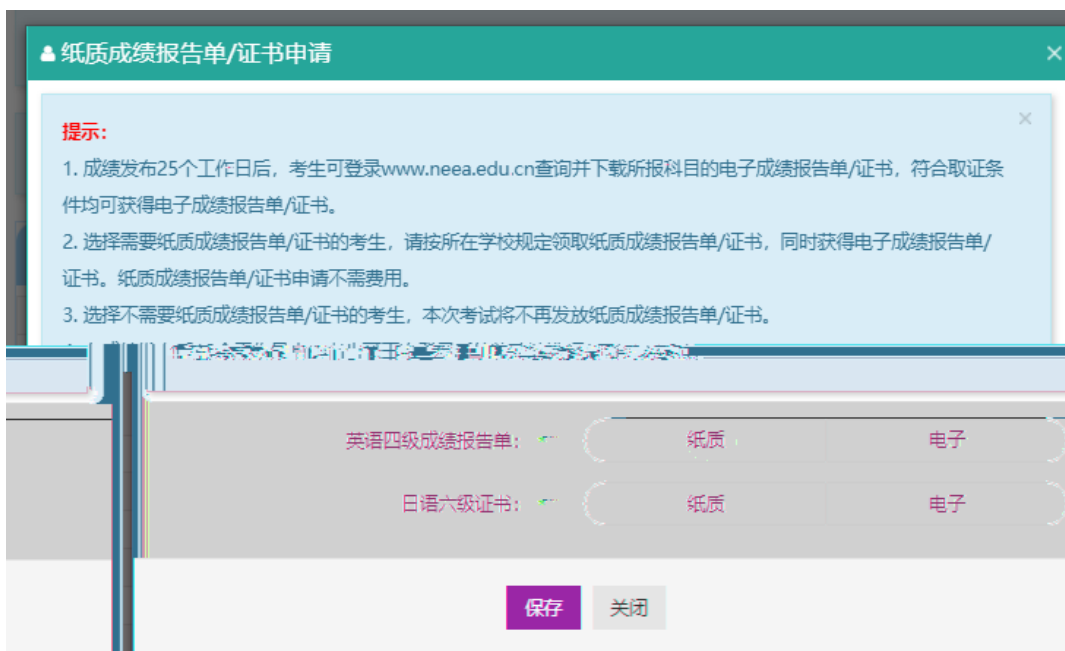 纸质成绩报告单/证书申请
提示：
1. 成绩发布25个工作日后，考生可登录www.neea.edu.cn查询并下载所报科目的电子成绩报告单/证书，符合取证条
件均可获得电子成绩报告单/证书。
2. 选择需要纸质成绩报告单/证书的考生，请按所在学校规定领取纸质成绩报告单/证书，同时获得电子成绩报告单/
证书。纸质成绩报告单/证书申请不需费用。
3. 选择不需要纸质成绩报告单/证书的考生，本次考试将不再发放纸质成绩报告单/证书。
英语四级成绩报告单： 纸质 电子
日语六级证书： 纸质 电子
保存 关闭